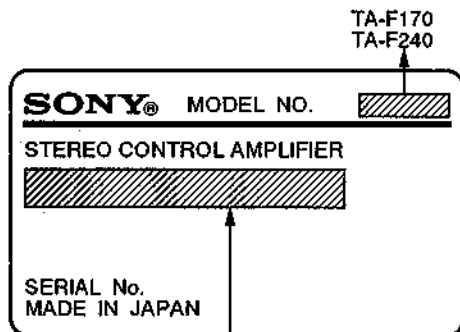 TA-F170
TA-F240
SONY® MODEL NO.
STEREO CONTROL AMPLIFIER
SERIAL No.
MADE IN JAPAN